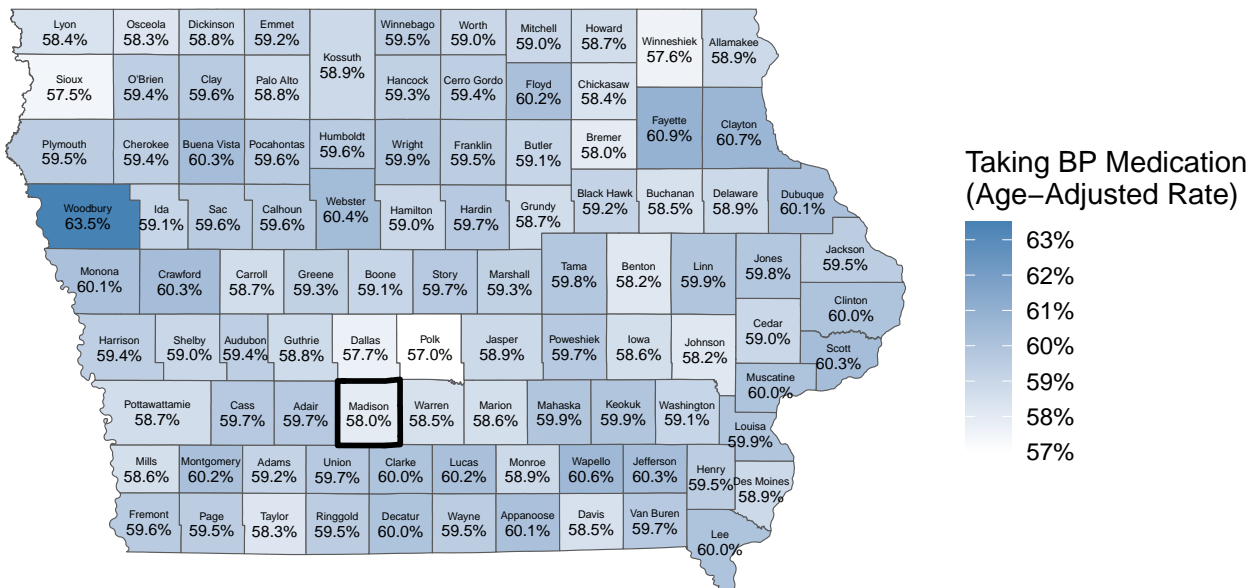 Lyon
58.4%
Osceola
58.3%
Dickinson
58.8%
Emmet
59.2%
Kossuth
58.9%
Winnebago
59.5%
Worth
59.0%
Mitchell
59.0%
Howard
58.7%
Winneshiek
57.6%
Allamakee
58.9%
Sioux
57.5%
O'Brien
59.4%
Clay
59.6%
Palo Alto
58.8%
Hancock
59.3%
Cerro Gordo
59.4%
Floyd
60.2%
Chickasaw
58.4%
Fayette
60.9%
Clayton
60.7%
Plymouth
59.5%
Cherokee
59.4%
Buena Vista
60.3%
Pocahontas
59.6%
Humboldt
59.6%
Wright
59.9%
Franklin
59.5%
Butler
59.1%
Bremer
58.0%
Woodbury
63.5%
Ida
59.1%
Sac
59.6%
Calhoun
59.6%
Webster
60.4%
Hamilton
59.0%
Hardin
59.7%
Grundy
58.7%
Black Hawk
59.2%
Buchanan
58.5%
Delaware
58.9%
Dubuque
60.1%
Monona
60.1%
Crawford
60.3%
Carroll
58.7%
Greene
59.3%
Boone
59.1%
Story
59.7%
Marshall
59.3%
Tama
59.8%
Benton
58.2%
Linn
59.9%
Jones
59.8%
Jackson
59.5%
Clinton
60.0%
Harrison
59.4%
Shelby
59.0%
Audubon
59.4%
Guthrie
58.8%
Dallas
57.7%
Polk
57.0%
Jasper
58.9%
Poweshiek
59.7%
Iowa
58.6%
Johnson
58.2%
Cedar
59.0%
Scott
60.3%
Muscatine
60.0%
Pottawattamie
58.7%
Cass
59.7%
Adair
59.7%
Madison
58.0%
Warren
58.5%
Marion
58.6%
Mahaska
59.9%
Keokuk
59.9%
Washington
59.1%
Louisa
59.9%
Mills
58.6%
Montgomery
60.2%
Adams
59.2%
Union
59.7%
Clarke
60.0%
Lucas
60.2%
Monroe
58.9%
Wapello
60.6%
Jefferson
60.3%
Henry
59.5%
Des Moines
58.9%
Fremont
59.6%
Page
59.5%
Taylor
58.3%
Ringgold
59.5%
Decatur
60.0%
Wayne
59.5%
Appanoose
60.1%
Davis
58.5%
Van Buren
59.7%
Lee
60.0%
Taking BP Medication
(Age−Adjusted Rate)
63%
62%
61%
60%
59%
58%
57%